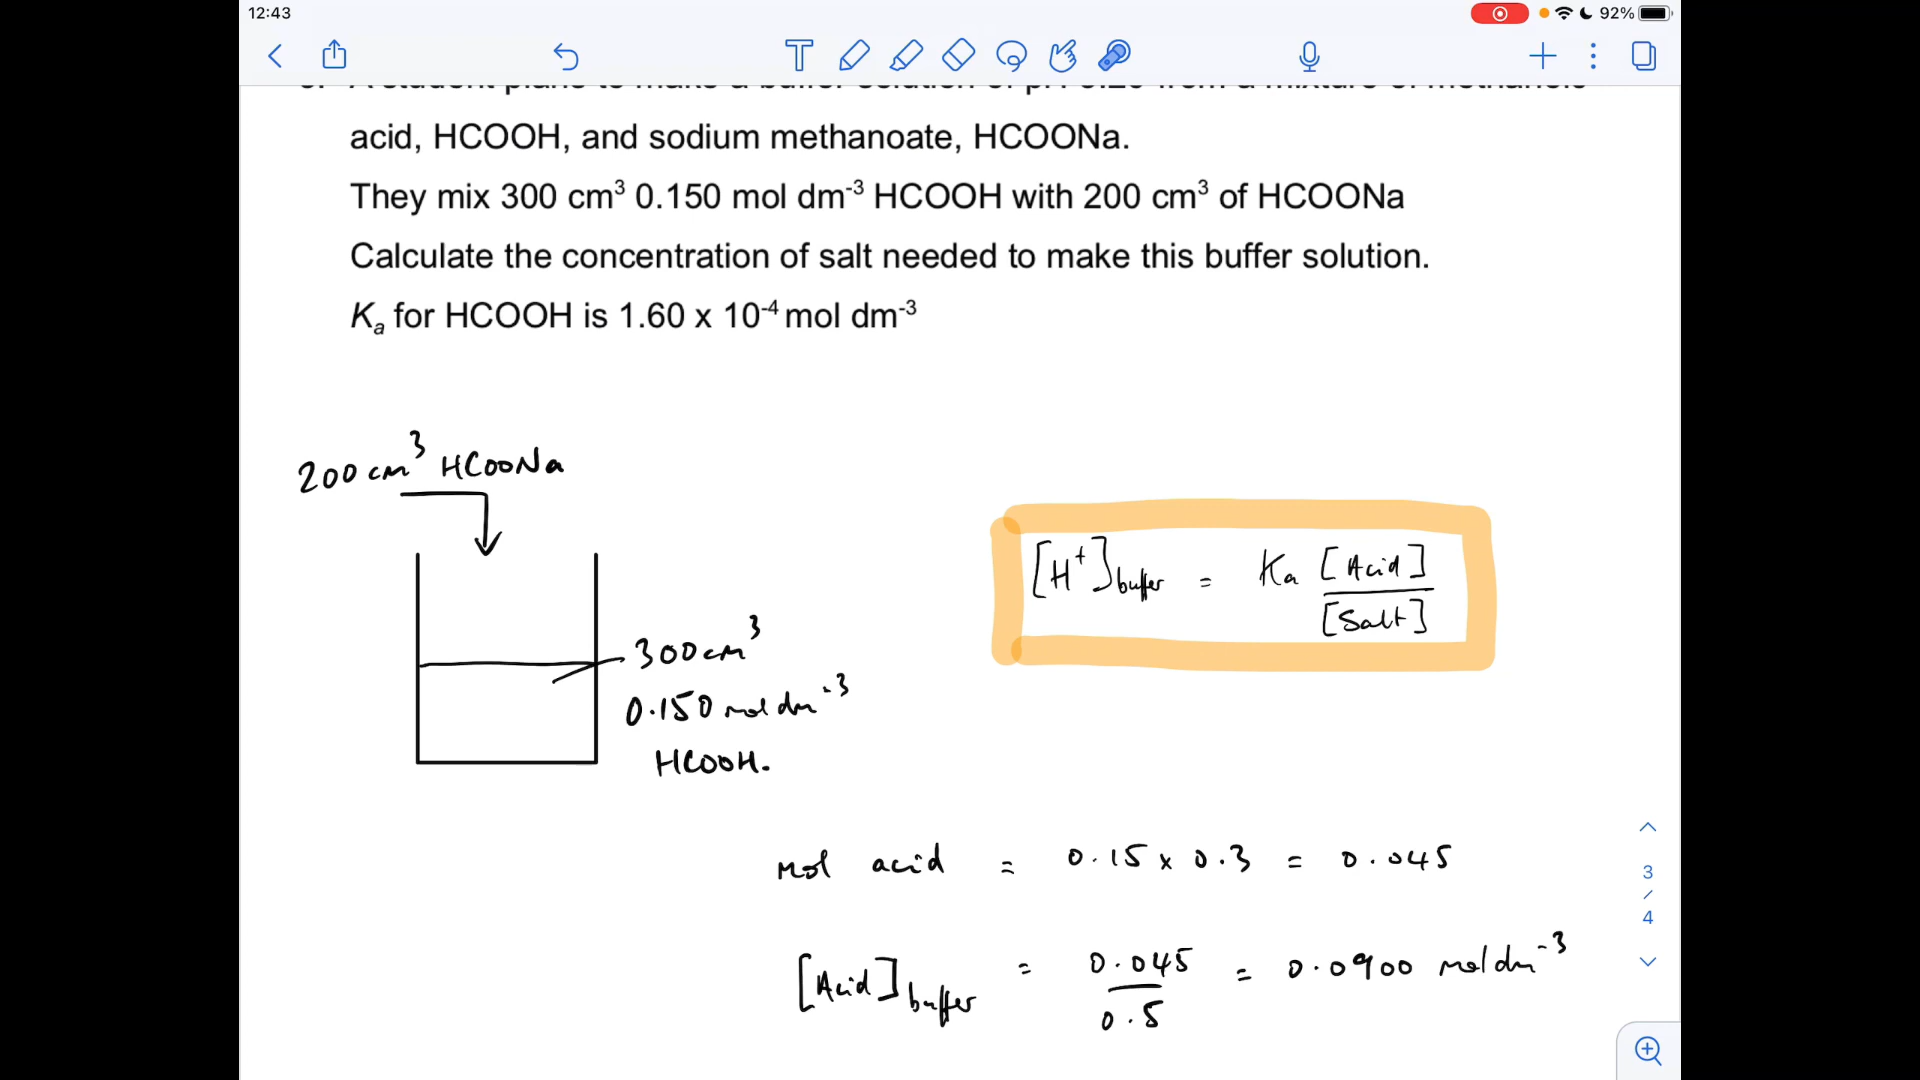 12:43
92%
acid, HCOOH, and sodium methanoate, HCOONa.
They mix 300 cm³ 0.150 mol dm⁻³ HCOOH with 200 cm³ of HCOONa
Calculate the concentration of salt needed to make this buffer solution.
Kₐ for HCOOH is 1.60 x 10⁻⁴ mol dm⁻³
200 cm³ HCOONa
[H⁺]buffer = Ka [Acid]
[Salt]
300 cm³
0.150 mol dm⁻³
HCOOH.
mol acid = 0.15 x 0.3 = 0.045
3
/
4
[Acid]buffer = 0.045 = 0.0900 mol dm⁻³
0.5